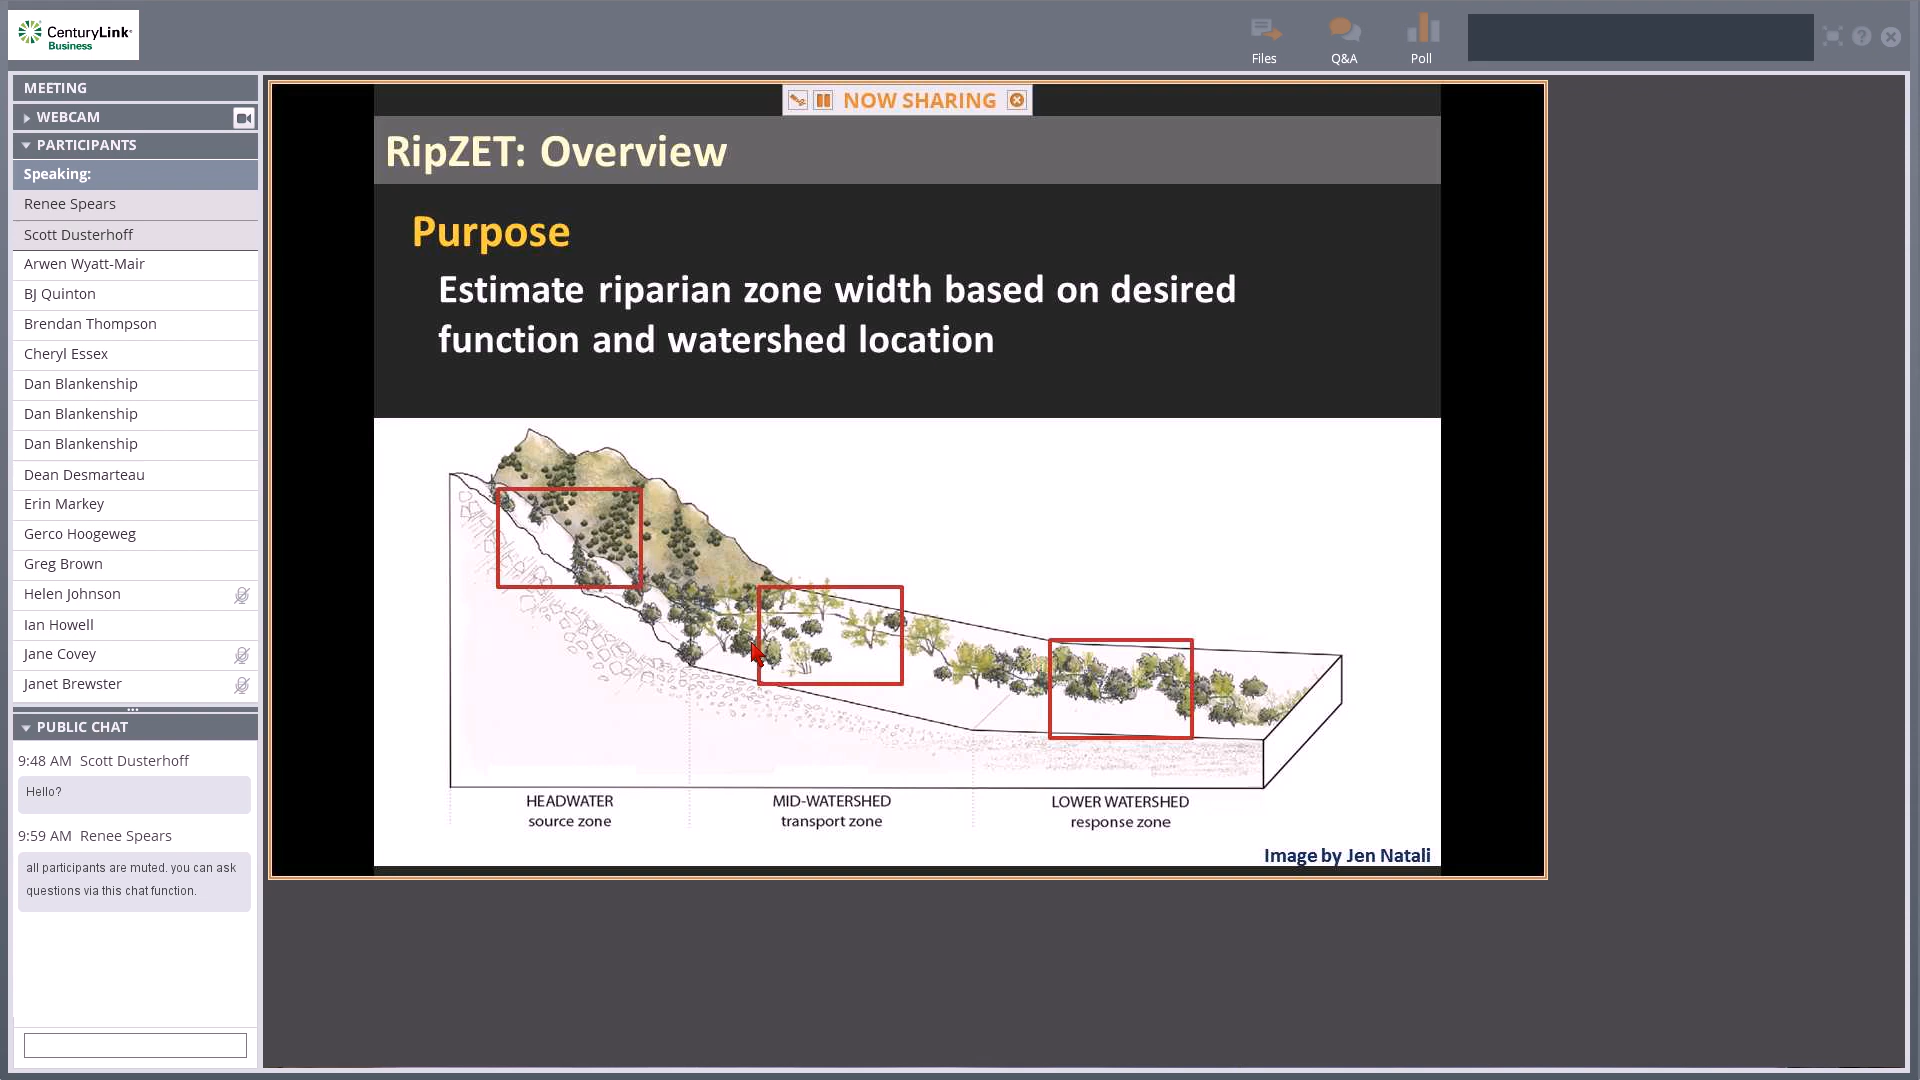 CenturyLink
Business
Files
Q&A
Poll
MEETING
WEBCAM
PARTICIPANTS
Speaking:
Renee Spears
Scott Dusterhoff
Arwen Wyatt-Mair
BJ Quinton
Brendan Thompson
Cheryl Essex
Dan Blankenship
Dan Blankenship
Dan Blankenship
Dean Desmarteau
Erin Markey
Gerco Hoogeweg
Greg Brown
Helen Johnson
Ian Howell
Jane Covey
Janet Brewster
PUBLIC CHAT
9:48 AM Scott Dusterhoff
Hello?
9:59 AM Renee Spears
all participants are muted. you can ask
questions via this chat function.
NOW SHARING
RipZET: Overview
Purpose
Estimate riparian zone width based on desired
function and watershed location
HEADWATER
source zone
MID-WATERSHED
transport zone
LOWER WATERSHED
response zone
Image by Jen Natali